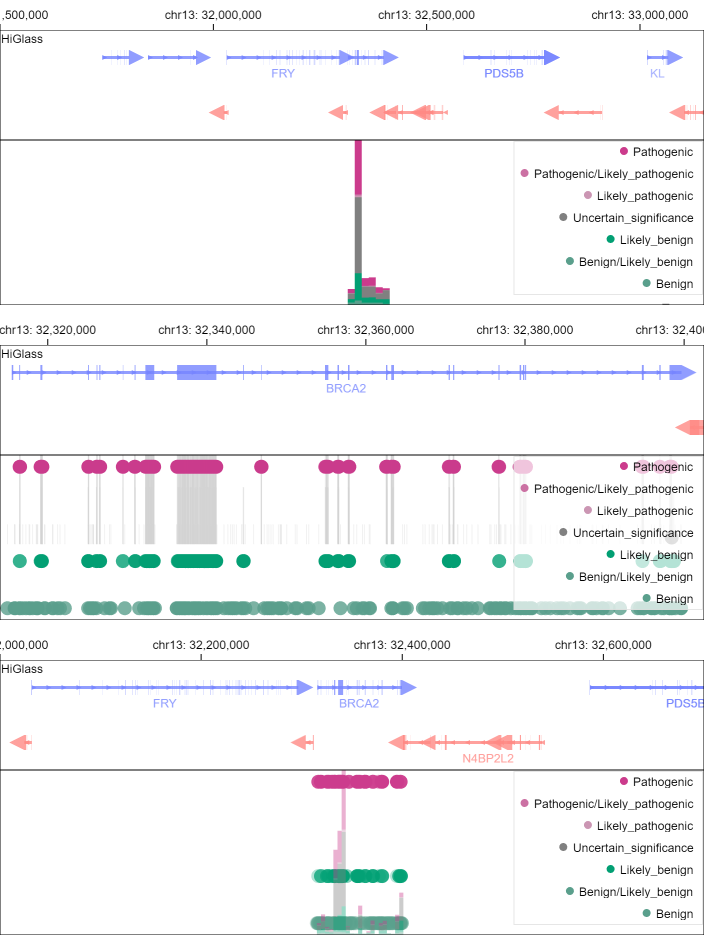 ,500,000
chr13: 32,000,000
chr13: 32,500,000
chr13: 33,000,000
HiGlass
FRY
PDS5B
KL
Pathogenic
Pathogenic/Likely_pathogenic
Likely_pathogenic
Uncertain_significance
Likely_benign
Benign/Likely_benign
Benign
chr13: 32,320,000
chr13: 32,340,000
chr13: 32,360,000
chr13: 32,380,000
chr13: 32,40
HiGlass
BRCA2
Pathogenic
Pathogenic/Likely_pathogenic
Likely_pathogenic
Uncertain_significance
Likely_benign
Benign/Likely_benign
Benign
,000,000
chr13: 32,200,000
chr13: 32,400,000
chr13: 32,600,000
HiGlass
FRY
BRCA2
PDS5B
N4BP2L2
Pathogenic
Pathogenic/Likely_pathogenic
Likely_pathogenic
Uncertain_significance
Likely_benign
Benign/Likely_benign
Benign